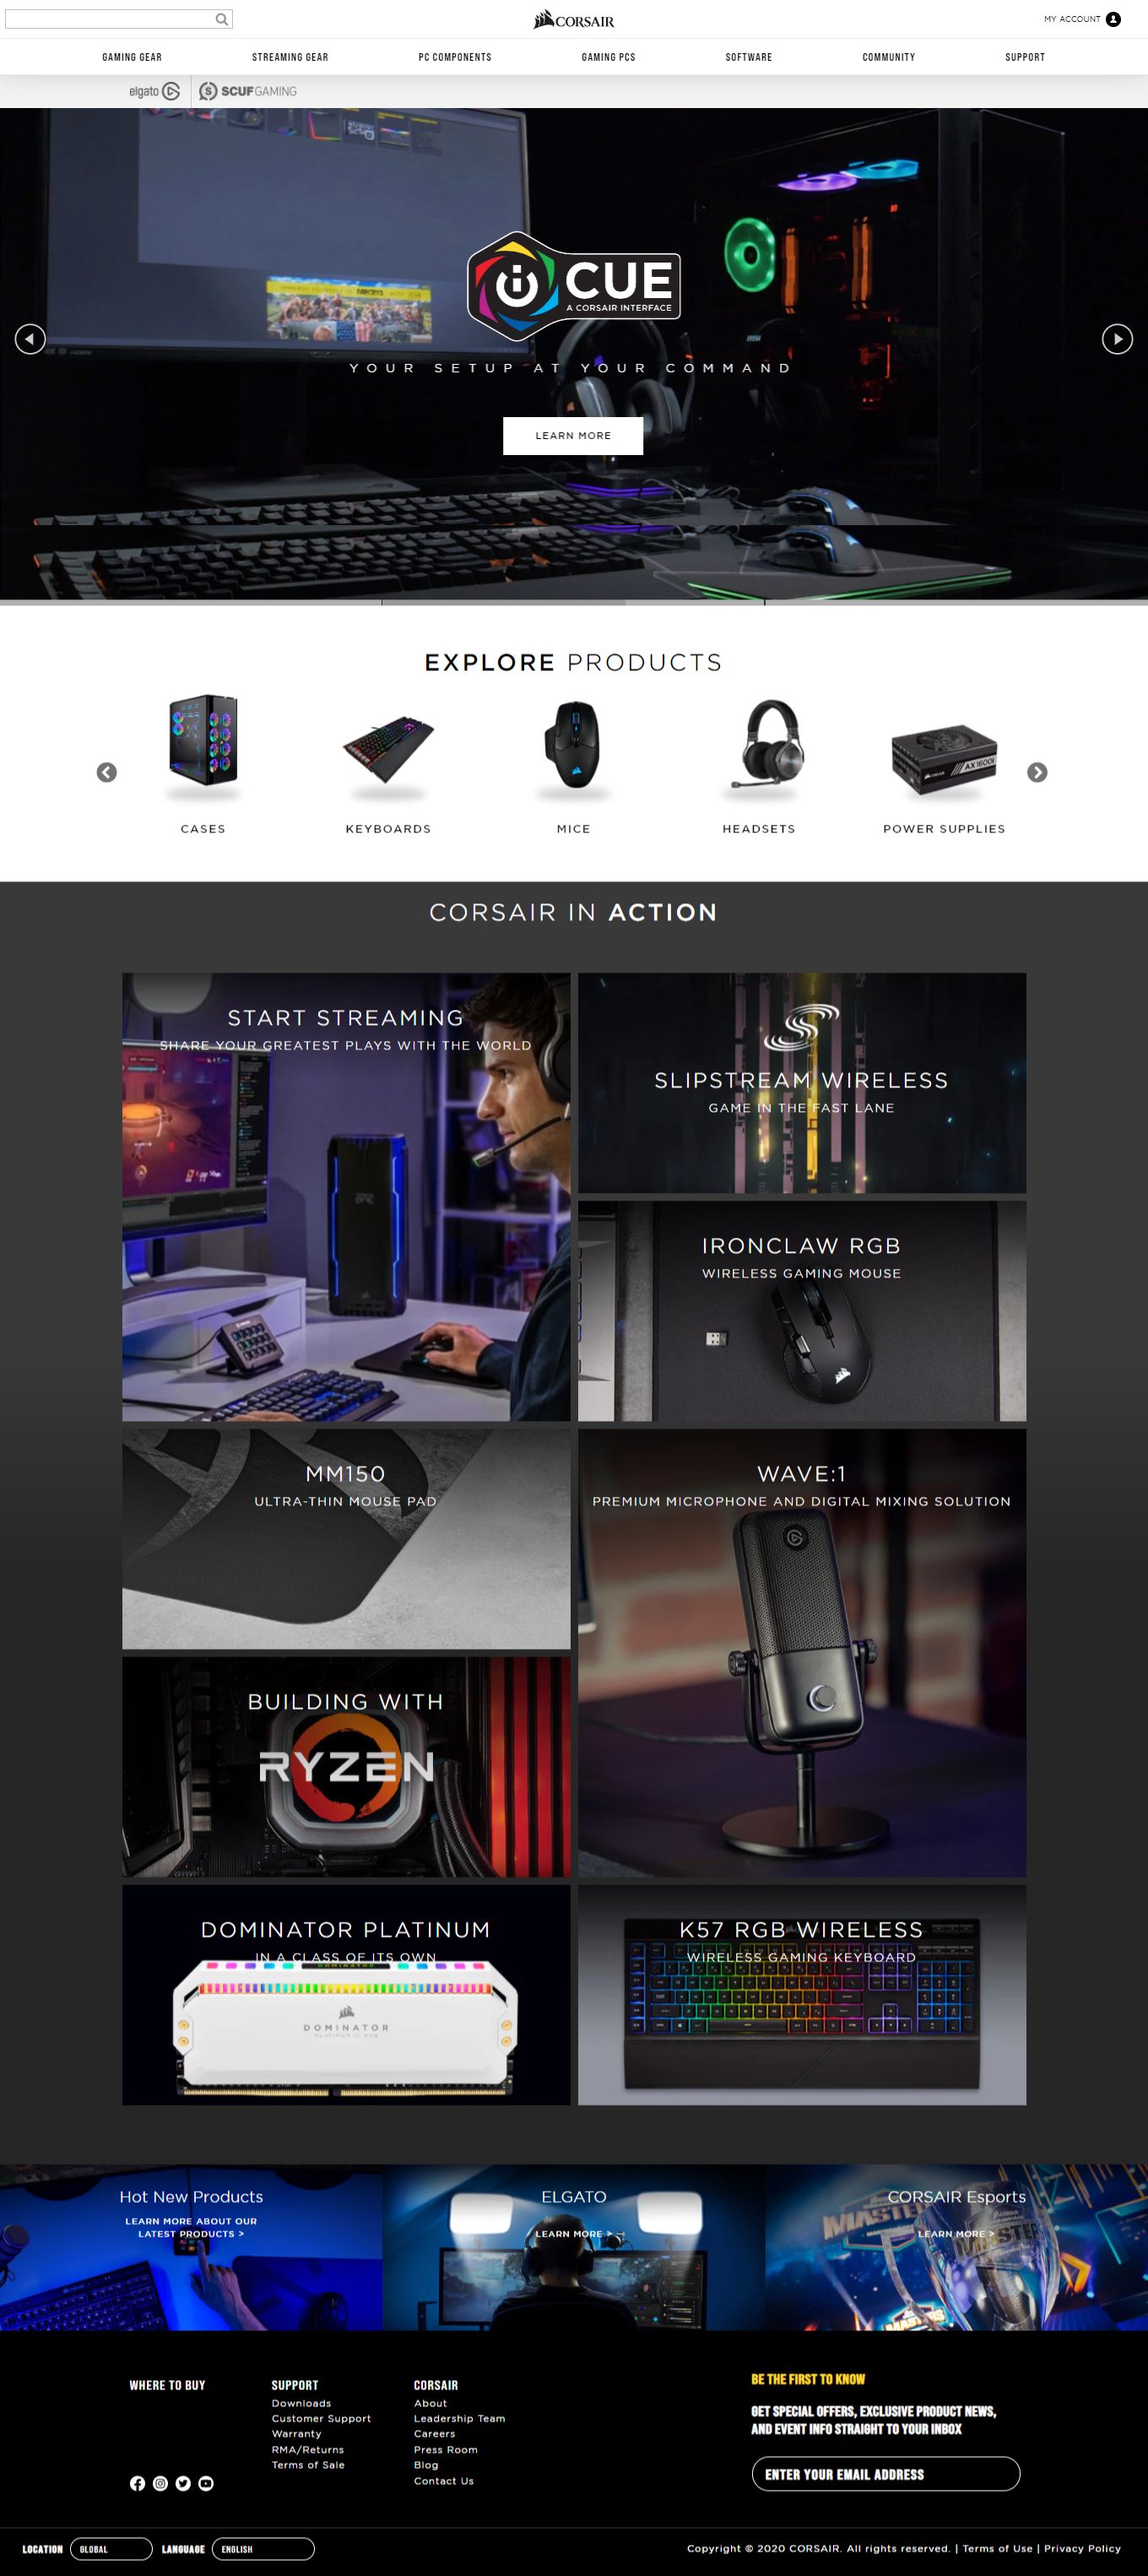 CORSAIR
MY ACCOUNT
GAMING GEAR
STREAMING GEAR
PC COMPONENTS
GAMING PCS
SOFTWARE
COMMUNITY
SUPPORT
elgato
SCUF GAMING
iCUE
A CORSAIR INTERFACE
YOUR SETUP AT YOUR COMMAND
LEARN MORE
EXPLORE PRODUCTS
AX1600i
CASES
KEYBOARDS
MICE
HEADSETS
POWER SUPPLIES
CORSAIR IN ACTION
START STREAMING
SHARE YOUR GREATEST PLAYS WITH THE WORLD
SLIPSTREAM WIRELESS
GAME IN THE FAST LANE
IRONCLAW RGB
WIRELESS GAMING MOUSE
MM150
ULTRA-THIN MOUSE PAD
WAVE:1
PREMIUM MICROPHONE AND DIGITAL MIXING SOLUTION
BUILDING WITH
RYZEN
DOMINATOR PLATINUM
IN A CLASS OF ITS OWN
DOMINATOR
K57 RGB WIRELESS
WIRELESS GAMING KEYBOARD
Hot New Products
LEARN MORE ABOUT OUR
LATEST PRODUCTS >
ELGATO
LEARN MORE >
CORSAIR Esports
LEARN MORE >
WHERE TO BUY
SUPPORT
Downloads
Customer Support
Warranty
RMA/Returns
Terms of Sale
CORSAIR
About
Leadership Team
Careers
Press Room
Blog
Contact Us
BE THE FIRST TO KNOW
GET SPECIAL OFFERS, EXCLUSIVE PRODUCT NEWS,
AND EVENT INFO STRAIGHT TO YOUR INBOX
ENTER YOUR EMAIL ADDRESS
LOCATION GLOBAL LANGUAGE ENGLISH
Copyright © 2020 CORSAIR. All rights reserved. | Terms of Use | Privacy Policy